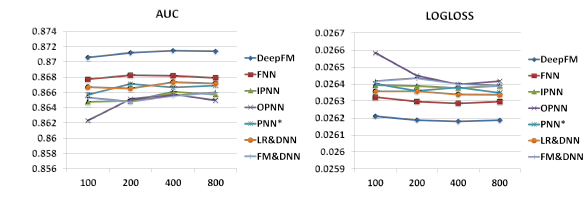 AUC
0.874
0.872
0.87
0.868
0.866
0.864
0.862
0.86
0.858
0.856
100 200 400 800
DeepFM
FNN
IPNN
OPNN
PNN*
LR&DNN
FM&DNN
LOGLOSS
0.0267
0.0266
0.0265
0.0264
0.0263
0.0262
0.0261
0.026
0.0259
100 200 400 800
DeepFM
FNN
IPNN
OPNN
PNN*
LR&DNN
FM&DNN